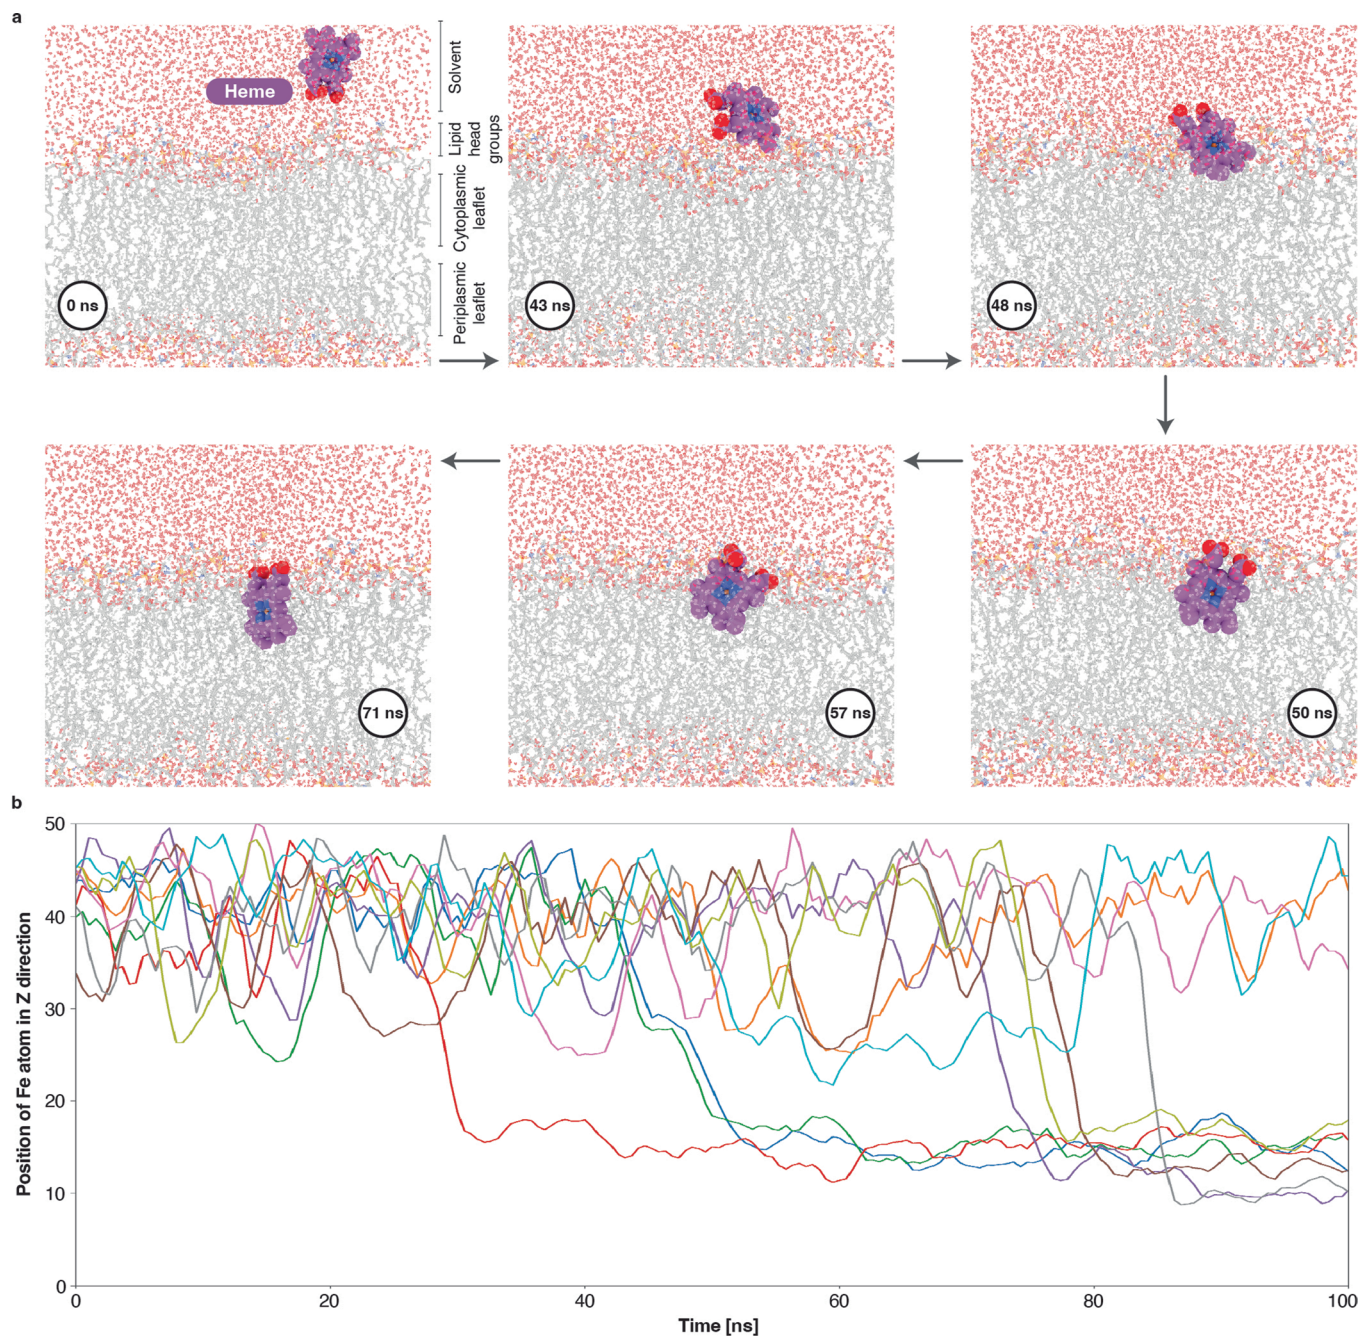 a
Heme
Solvent
Lipid
head
groups
Cytoplasmic
leaflet
Periplasmic
leaflet
0 ns
43 ns
48 ns
71 ns
57 ns
50 ns
b
50
40
30
20
10
0
Position of Fe atom in Z direction
0 20 40 60 80 100
Time [ns]